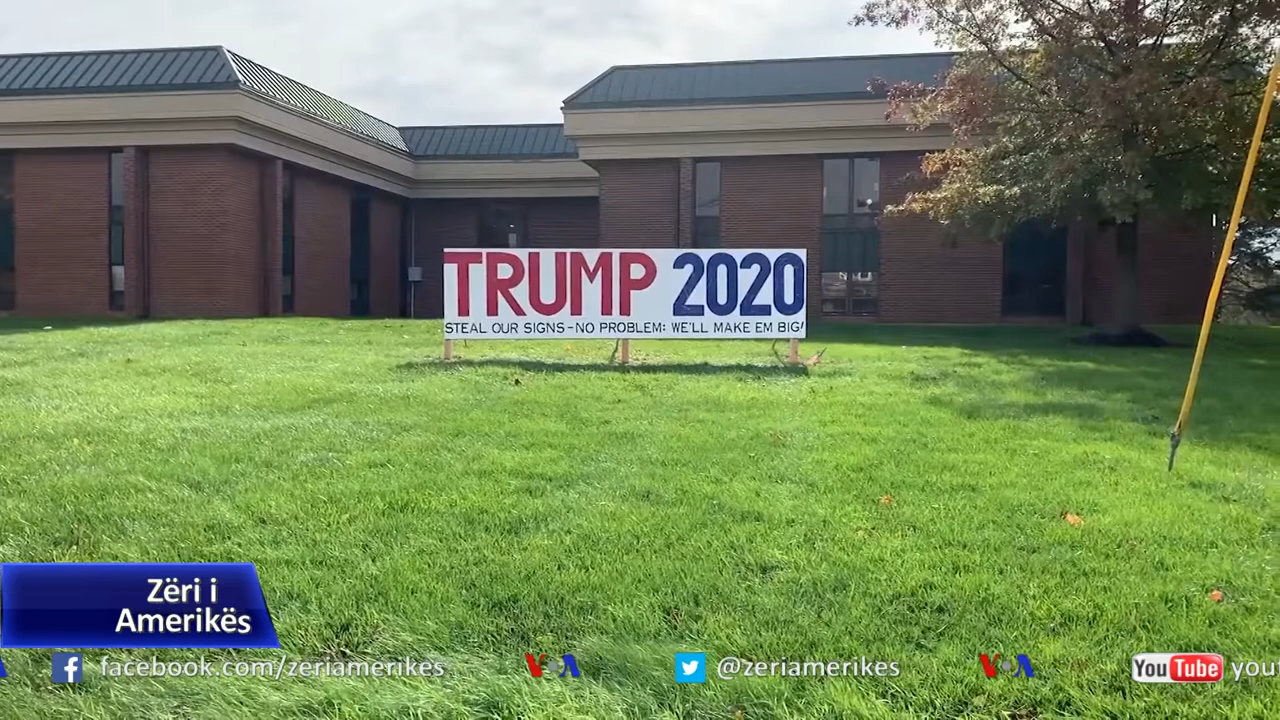 TRUMP 2020
STEAL OUR SIGNS - NO PROBLEM: WE'LL MAKE EM BIG!
Zëri i
Amerikës
facebook.com/zeriamerikes VOA @zeriamerikes VOA YouTube yout